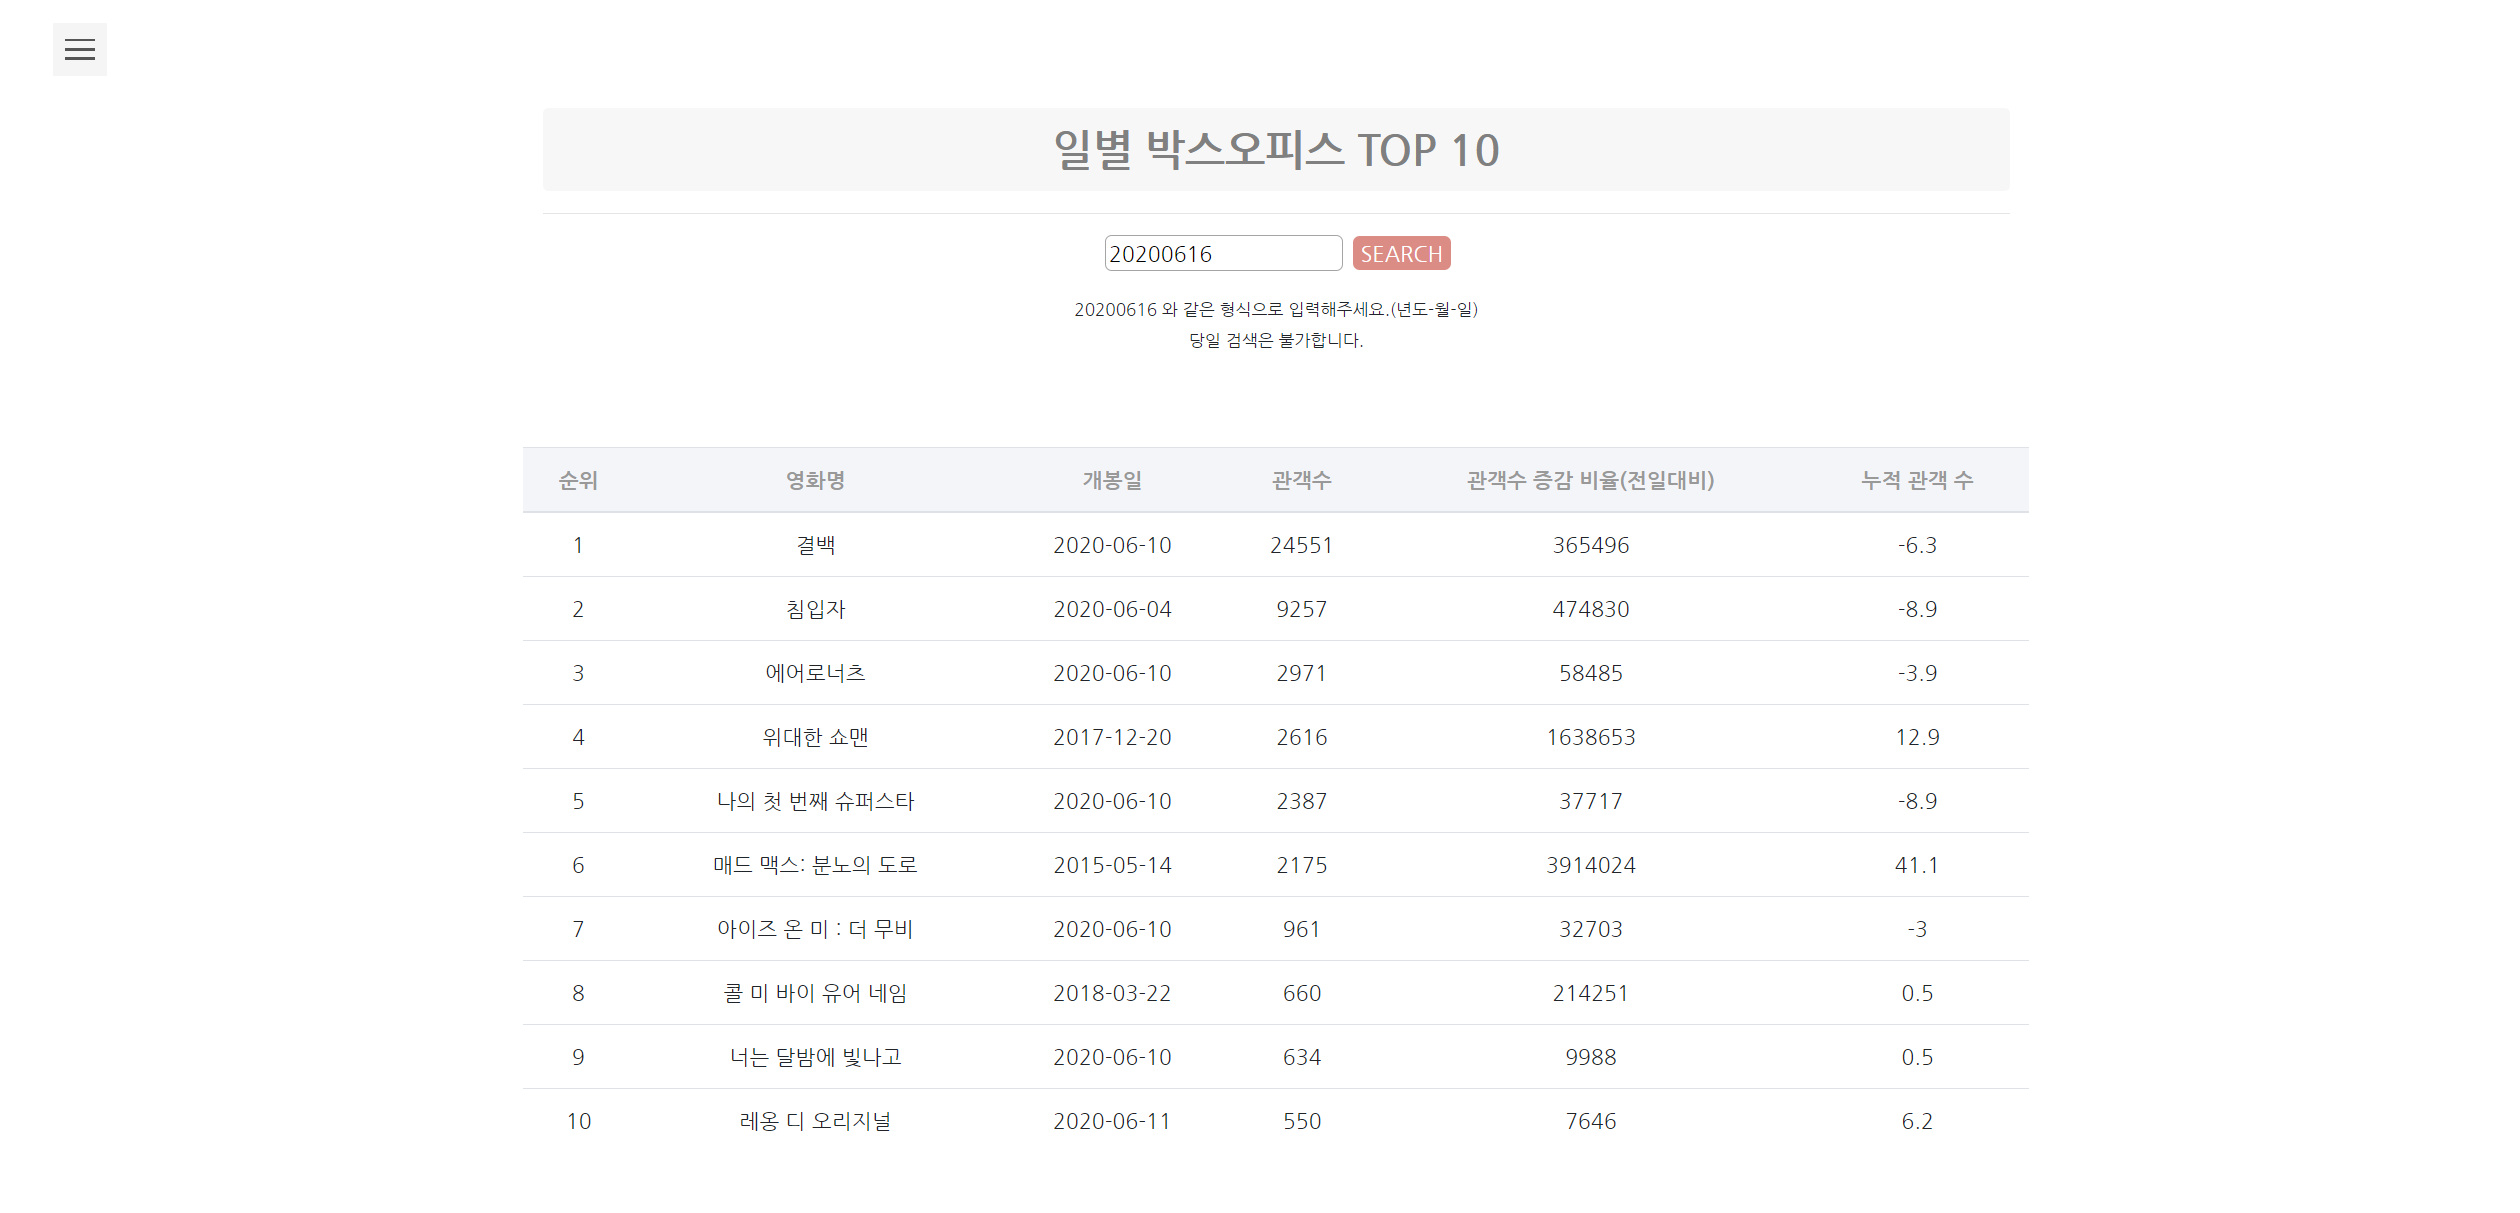 일별 박스오피스 TOP 10
20200616 SEARCH
20200616 와 같은 형식으로 입력해주세요.(년도-월-일)
당일 검색은 불가합니다.
순위 영화명 개봉일 관객수 관객수 증감 비율(전일대비) 누적 관객 수
1 결백 2020-06-10 24551 365496 -6.3
2 침입자 2020-06-04 9257 474830 -8.9
3 에어로너츠 2020-06-10 2971 58485 -3.9
4 위대한 쇼맨 2017-12-20 2616 1638653 12.9
5 나의 첫 번째 슈퍼스타 2020-06-10 2387 37717 -8.9
6 매드 맥스: 분노의 도로 2015-05-14 2175 3914024 41.1
7 아이즈 온 미 : 더 무비 2020-06-10 961 32703 -3
8 콜 미 바이 유어 네임 2018-03-22 660 214251 0.5
9 너는 달밤에 빛나고 2020-06-10 634 9988 0.5
10 레옹 디 오리지널 2020-06-11 550 7646 6.2